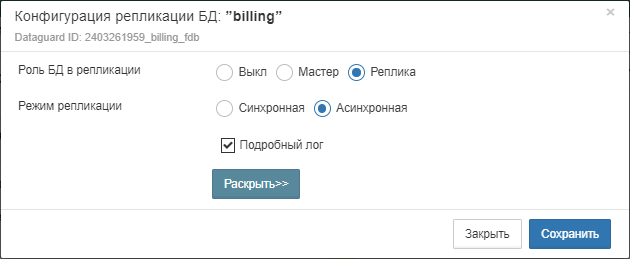 Конфигурация репликации БД: "billing" ×
Dataguard ID: 2403261959_billing_fdb
Роль БД в репликации Выкл Мастер Реплика
Режим репликации Синхронная Асинхронная
Подробный лог
Раскрыть>>
Закрыть Сохранить